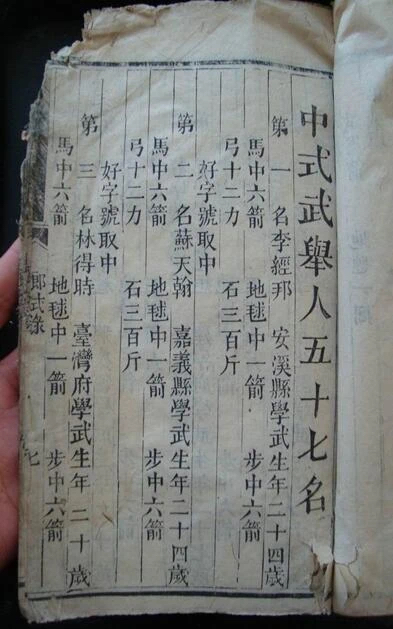 中式武舉人五十七名
第一名李經邦 安溪縣學武生年二十四歲
馬中六箭 地毬中一箭 步中六箭
弓十二力 石三百斤
好字號取中
第二名蘇天翰 嘉義縣學武生年二十四歲
馬中六箭 地毬中一箭 步中六箭
弓十二力 石三百斤
好字號取中
第三名林得時 臺灣府學武生年二十歲
馬中六箭 地毬中一箭 步中六箭